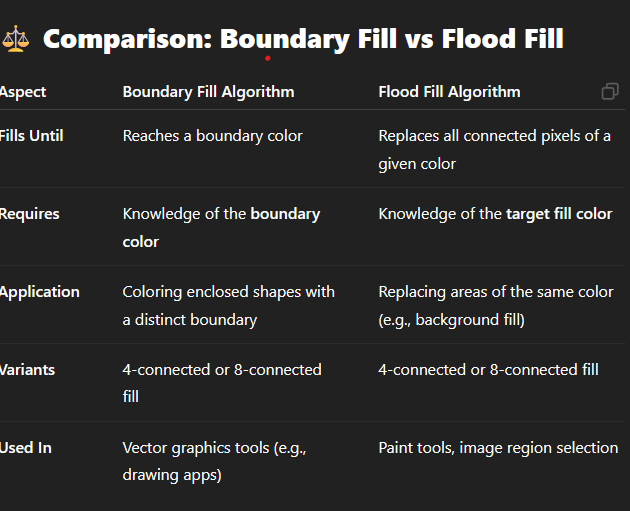 ⚖️ Comparison: Boundary Fill vs Flood Fill
Aspect Boundary Fill Algorithm Flood Fill Algorithm
Fills Until Reaches a boundary color Replaces all connected pixels of a
given color
Requires Knowledge of the boundary Knowledge of the target fill color
color
Application Coloring enclosed shapes with Replacing areas of the same color
a distinct boundary (e.g., background fill)
Variants 4-connected or 8-connected 4-connected or 8-connected fill
fill
Used In Vector graphics tools (e.g., Paint tools, image region selection
drawing apps)